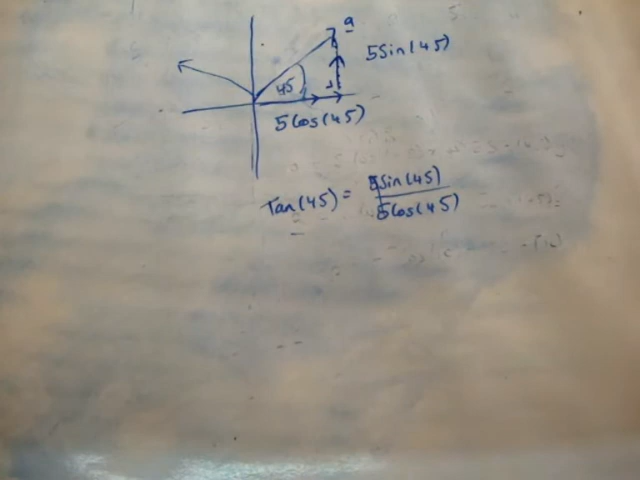 a
5Sin(45)
45
5Cos(45)
Tan(45) = 5Sin(45)
5Cos(45)